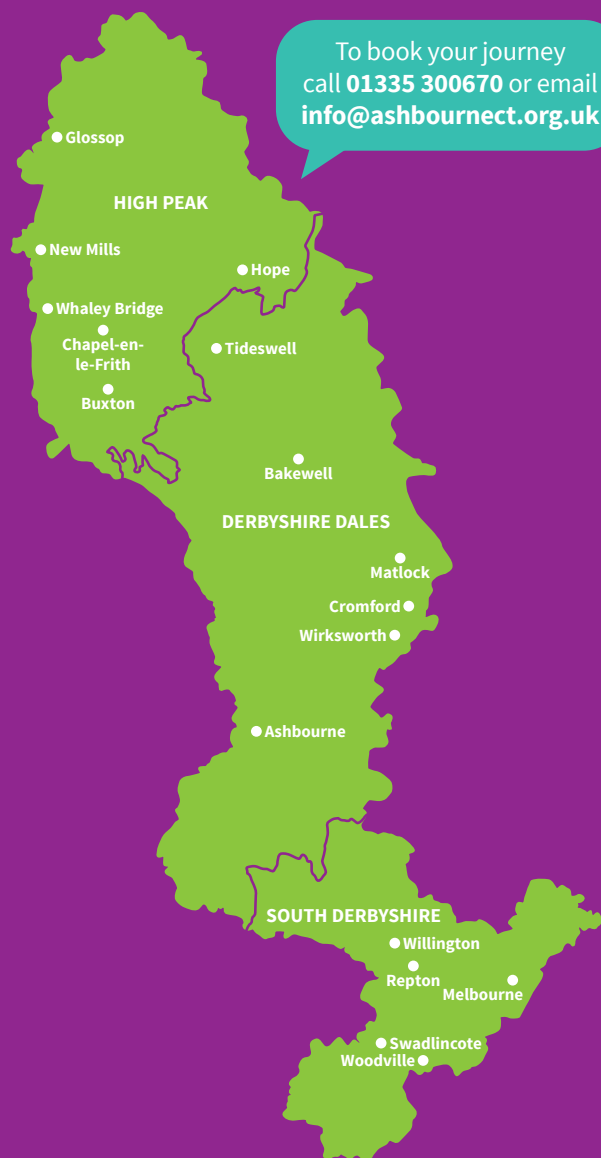 To book your journey
call 01335 300670 or email
info@ashbournect.org.uk
Glossop
HIGH PEAK
New Mills
Hope
Whaley Bridge
Chapel-en-
le-Frith
Tideswell
Buxton
Bakewell
DERBYSHIRE DALES
Matlock
Cromford
Wirksworth
Ashbourne
SOUTH DERBYSHIRE
Willington
Repton
Melbourne
Swadlincote
Woodville